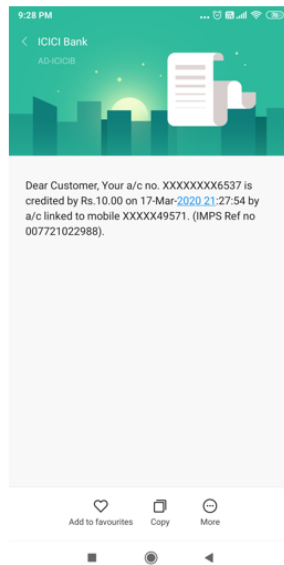 9:28 PM
ICICI Bank
AD-ICICIB
Dear Customer, Your a/c no. XXXXXXXX6537 is
credited by Rs.10.00 on 17-Mar-2020 21:27:54 by
a/c linked to mobile XXXXX49571. (IMPS Ref no
007721022988).
Add to favourites Copy More